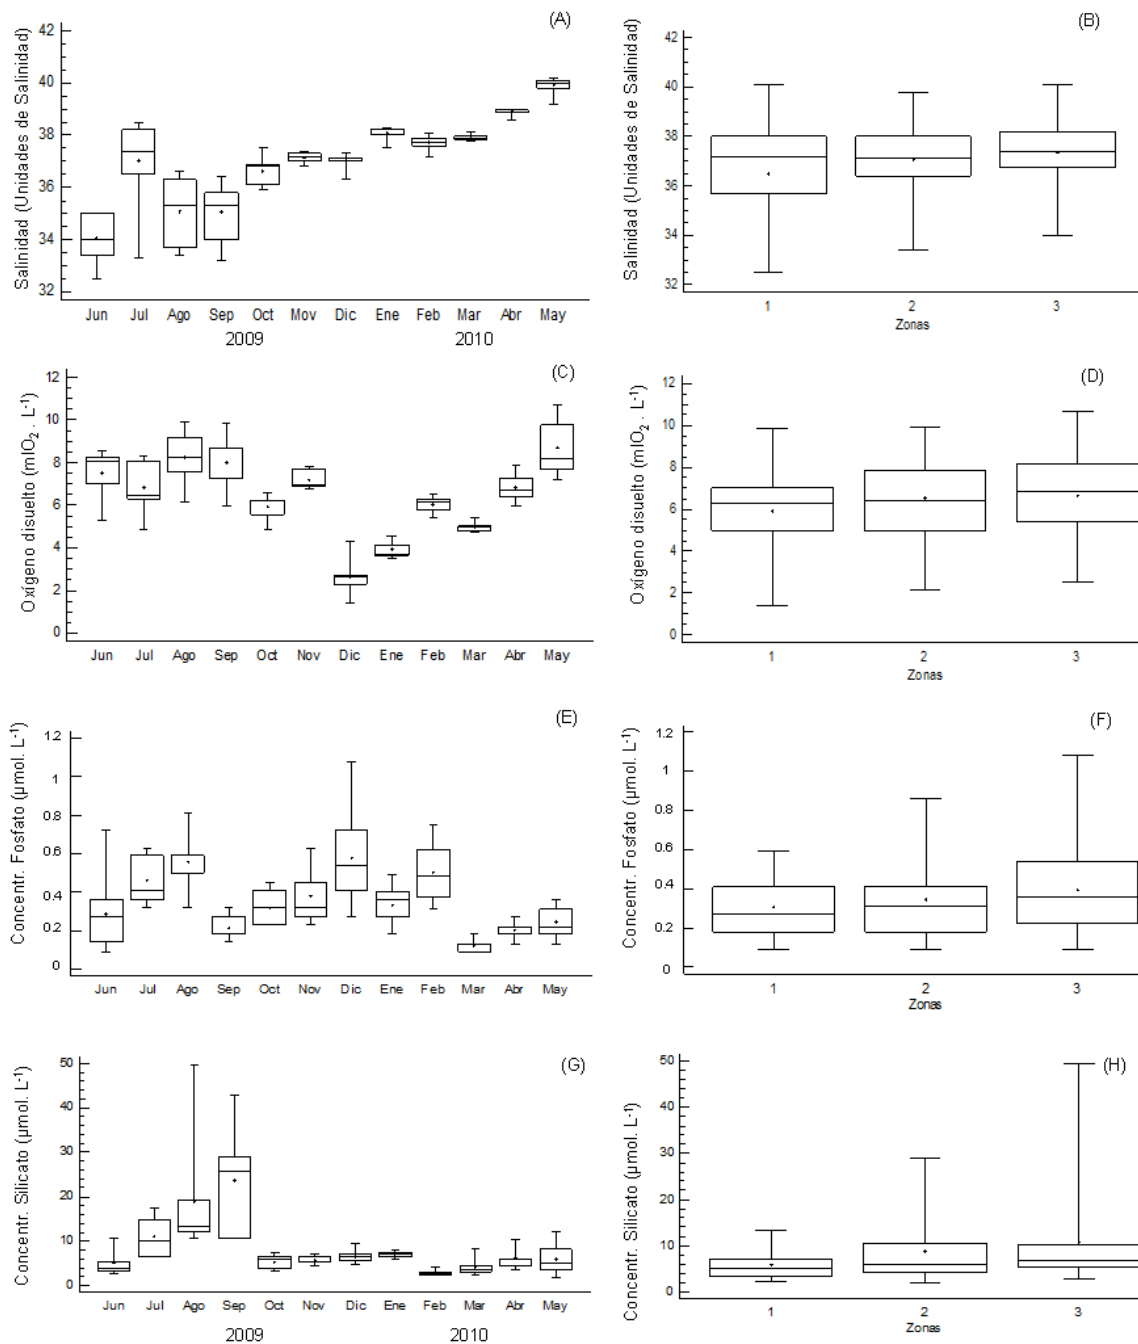 (A)
Salinidad (Unidades de Salinidad)
42
40
38
36
34
32
Jun Jul Ago Sep Oct Mov Dic Ene Feb Mar Abr May
2009 2010
(B)
Salinidad (Unidades de Salinidad)
42
40
38
36
34
32
1 2 3
Zonas
(C)
Oxígeno disuelto (mlO₂ . L⁻¹)
12
10
8
6
4
2
0
Jun Jul Ago Sep Oct Nov Dic Ene Feb Mar Abr May
(D)
Oxígeno disuelto (mlO₂ . L⁻¹)
12
10
8
6
4
2
0
1 2 3
Zonas
(E)
Concentr. Fosfato (µmol. L⁻¹)
1.2
1
0.8
0.6
0.4
0.2
0
Jun Jul Ago Sep Oct Nov Dic Ene Feb Mar Abr May
(F)
Concentr. Fosfato (µmol. L⁻¹)
1.2
1
0.8
0.6
0.4
0.2
0
1 2 3
Zonas
(G)
Concentr. Silicato (µmol. L⁻¹)
50
40
30
20
10
0
Jun Jul Ago Sep Oct Nov Dic Ene Feb Mar Abr May
2009 2010
(H)
Concentr. Silicato (µmol. L⁻¹)
50
40
30
20
10
0
1 2 3
Zonas